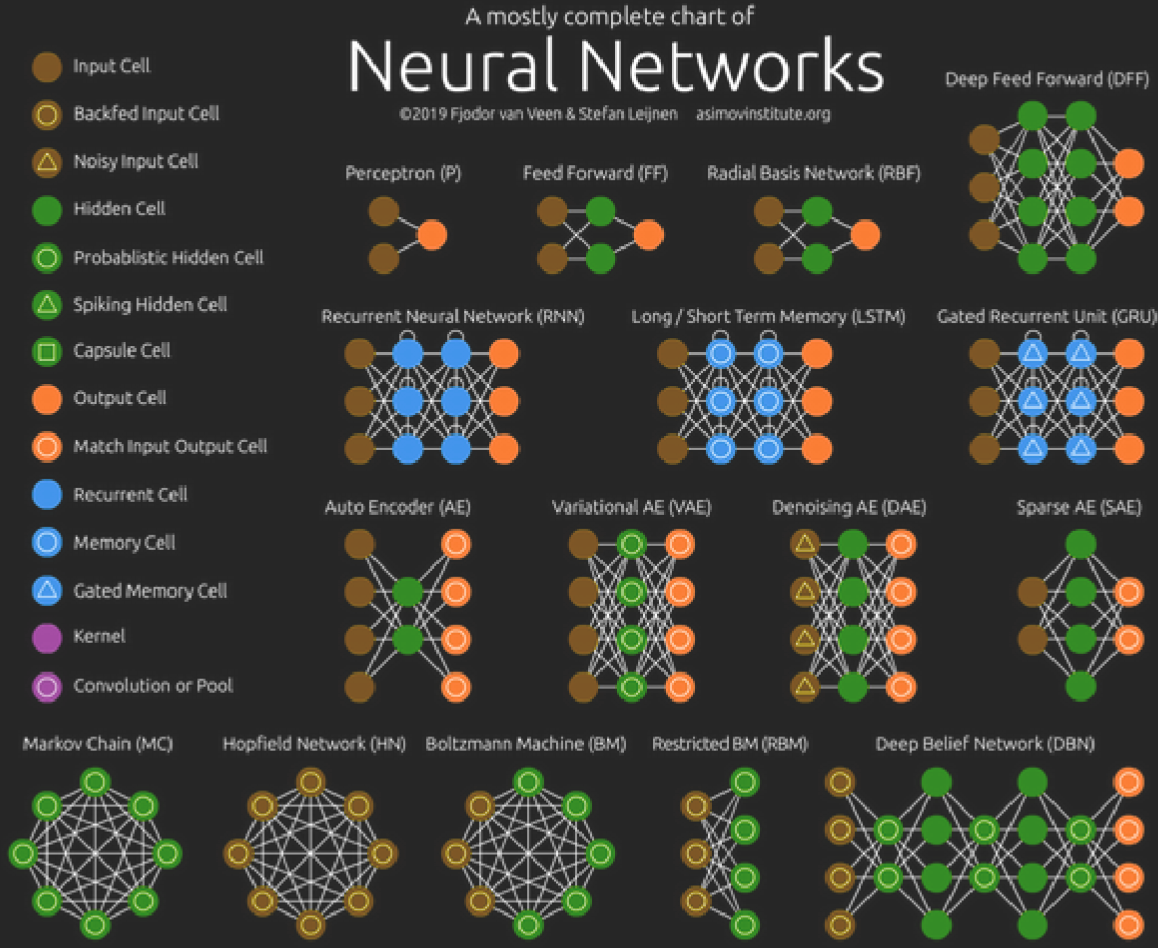 A mostly complete chart of
Neural Networks
©2019 Fjodor van Veen & Stefan Leijnen asimovinstitute.org
Input Cell
Backfed Input Cell
Noisy Input Cell
Hidden Cell
Probablistic Hidden Cell
Spiking Hidden Cell
Capsule Cell
Output Cell
Match Input Output Cell
Recurrent Cell
Memory Cell
Gated Memory Cell
Kernel
Convolution or Pool
Deep Feed Forward (DFF)
Perceptron (P)
Feed Forward (FF)
Radial Basis Network (RBF)
Recurrent Neural Network (RNN)
Long / Short Term Memory (LSTM)
Gated Recurrent Unit (GRU)
Auto Encoder (AE)
Variational AE (VAE)
Denoising AE (DAE)
Sparse AE (SAE)
Markov Chain (MC)
Hopfield Network (HN)
Boltzmann Machine (BM)
Restricted BM (RBM)
Deep Belief Network (DBN)